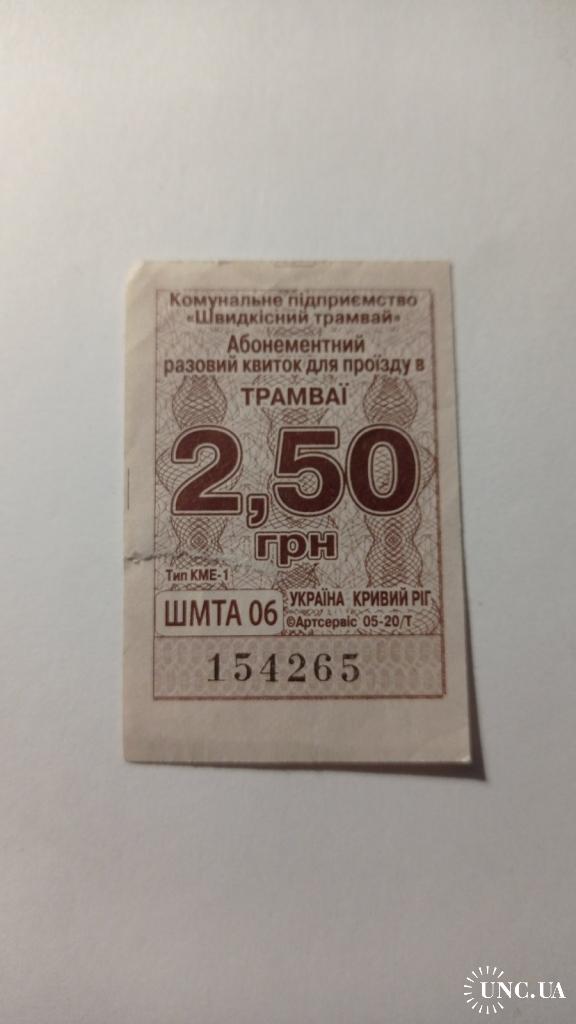 Комунальне підприємство
«Швидкісний трамвай»
Абонементний
разовий квиток для проїзду в
ТРАМВАЇ
2,50
грн
Тип КМЕ-1
ШМТА 06
УКРАЇНА КРИВИЙ РІГ
©Артсервіс 05-20/Т
154265
UNC.UA